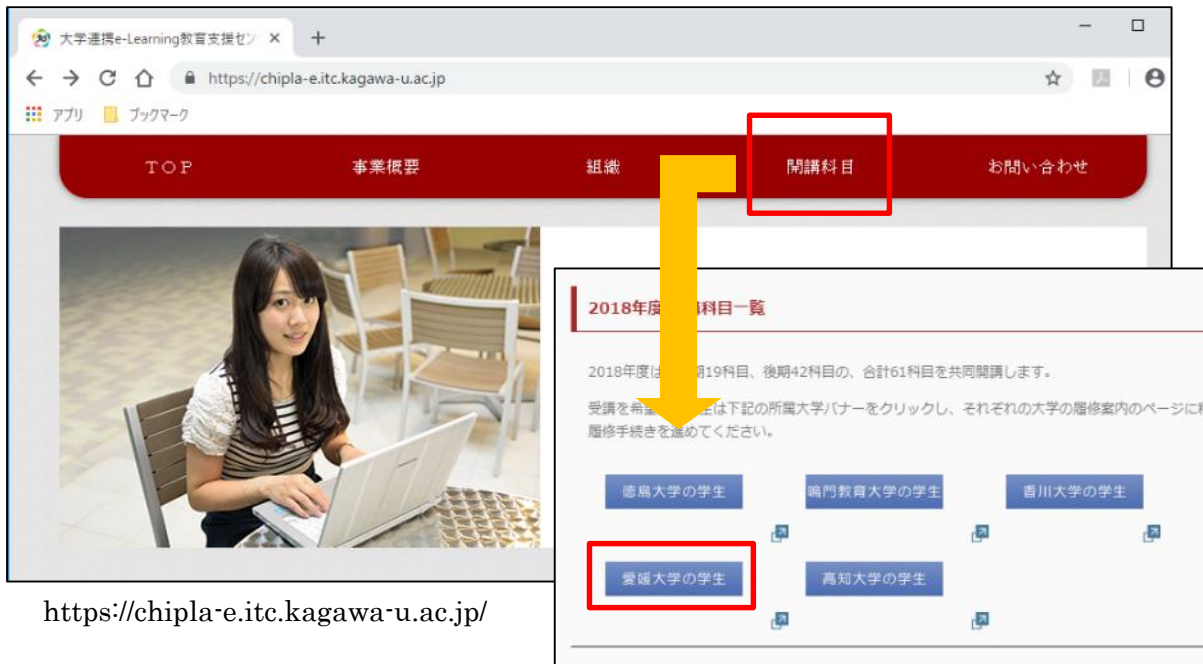 大学連携e-Learning教育支援セン
https://chipla-e.itc.kagawa-u.ac.jp
アプリ ブックマーク
TOP 事業概要 組織 開講科目 お問い合わせ
2018年度 科目一覧
2018年度は 期19科目、後期42科目の、合計61科目を共同開講します。
受講を希望 生は下記の所属大学バナーをクリックし、それぞれの大学の履修案内のページに
履修手続きを進めてください。
徳島大学の学生 鳴門教育大学の学生 香川大学の学生
愛媛大学の学生 高知大学の学生
https://chipla-e.itc.kagawa-u.ac.jp/